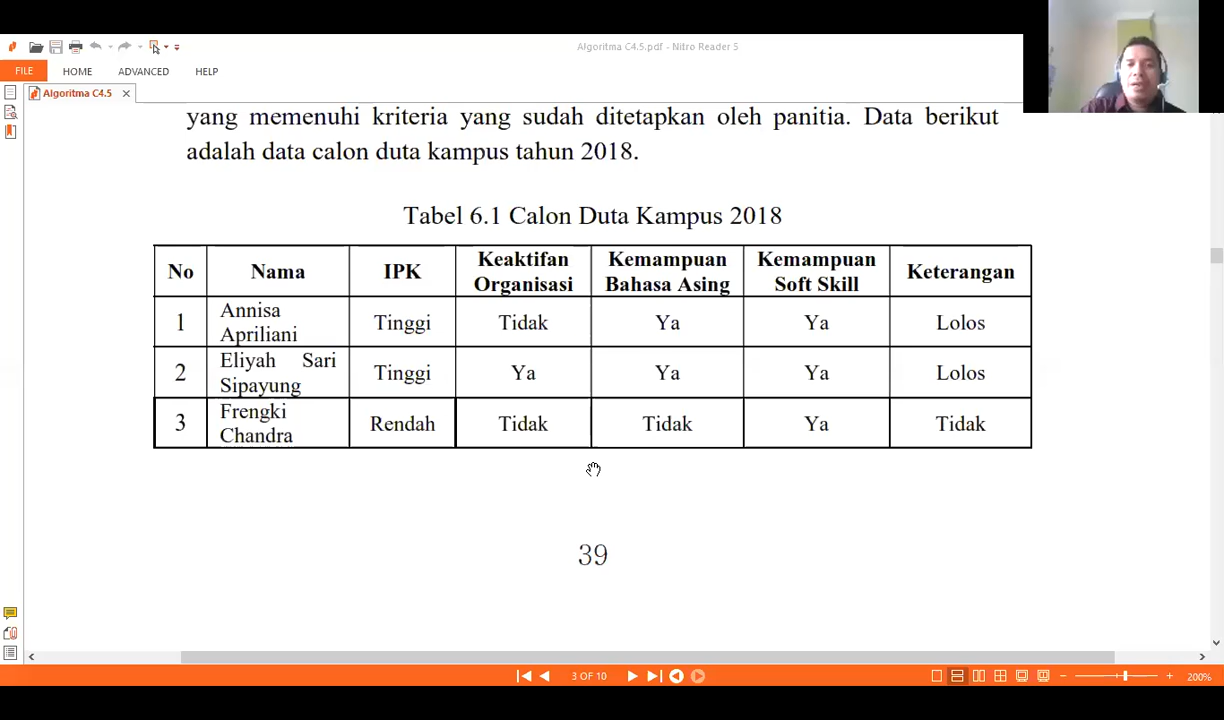 Algoritma C4.5.pdf - Nitro Reader 5
FILE
HOME
ADVANCED
HELP
Algoritma C4.5
yang memenuhi kriteria yang sudah ditetapkan oleh panitia. Data berikut
adalah data calon duta kampus tahun 2018.
Tabel 6.1 Calon Duta Kampus 2018
No Nama IPK Keaktifan Organisasi Kemampuan Bahasa Asing Kemampuan Soft Skill Keterangan
1 Annisa Apriliani Tinggi Tidak Ya Ya Lolos
2 Eliyah Sari Sipayung Tinggi Ya Ya Ya Lolos
3 Frengki Chandra Rendah Tidak Tidak Ya Tidak
39
3 OF 10
200%